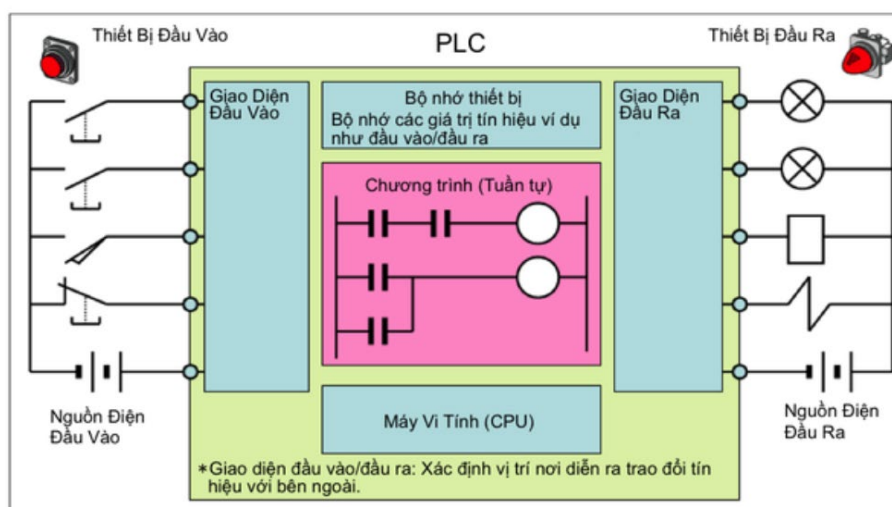 Thiết Bị Đầu Vào
PLC
Thiết Bị Đầu Ra
Giao Diện
Đầu Vào
Bộ nhớ thiết bị
Bộ nhớ các giá trị tín hiệu ví dụ
như đầu vào/đầu ra
Giao Diện
Đầu Ra
Chương trình (Tuần tự)
Nguồn Điện
Đầu Vào
Máy Vi Tính (CPU)
Nguồn Điện
Đầu Ra
*Giao diện đầu vào/đầu ra: Xác định vị trí nơi diễn ra trao đổi tín
hiệu với bên ngoài.